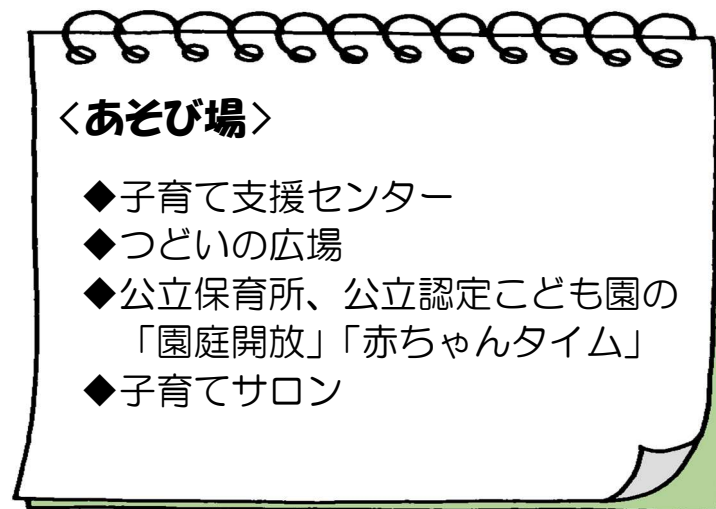 <あそび場>
◆子育て支援センター
◆つどいの広場
◆公立保育所、公立認定こども園の
「園庭開放」「赤ちゃんタイム」
◆子育てサロン